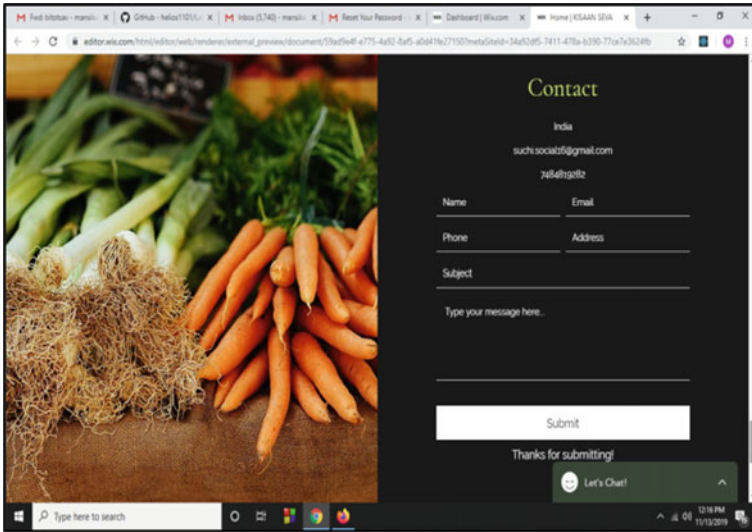 Fwd: bitotsav - mansi
GitHub - helios1101/
Inbox (5,740) - mansi
Reset Your Password -
Dashboard | Wix.com
Home | KISAAN SEVA
editor.wix.com/html/editor/web/renderer/external_preview/document/
Contact
India
suchi.social16@gmail.com
7484819282
Name Email
Phone Address
Subject
Type your message here..
Submit
Thanks for submitting!
Let's Chat!
Type here to search
12:16 PM
11/13/2019